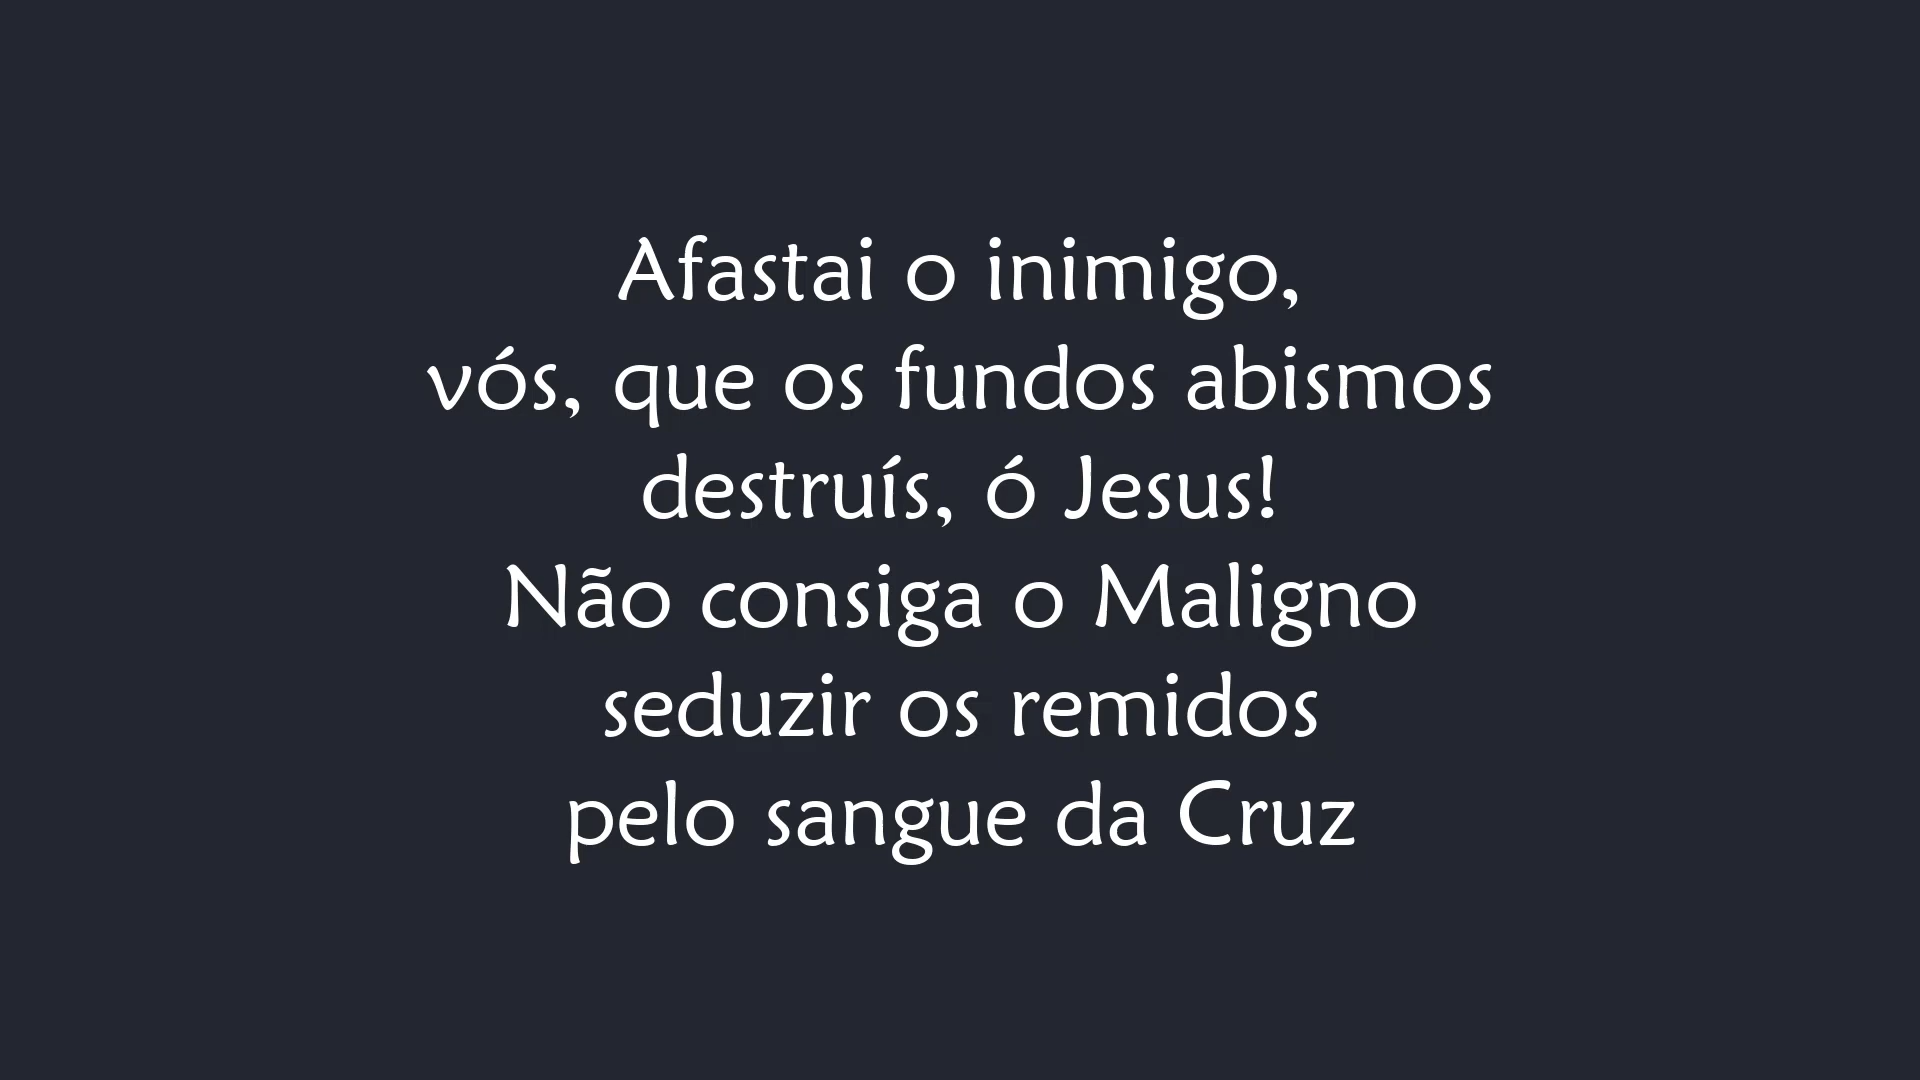 Afastai o inimigo,
vós, que os fundos abismos
destruís, ó Jesus!
Não consiga o Maligno
seduzir os remidos
pelo sangue da Cruz